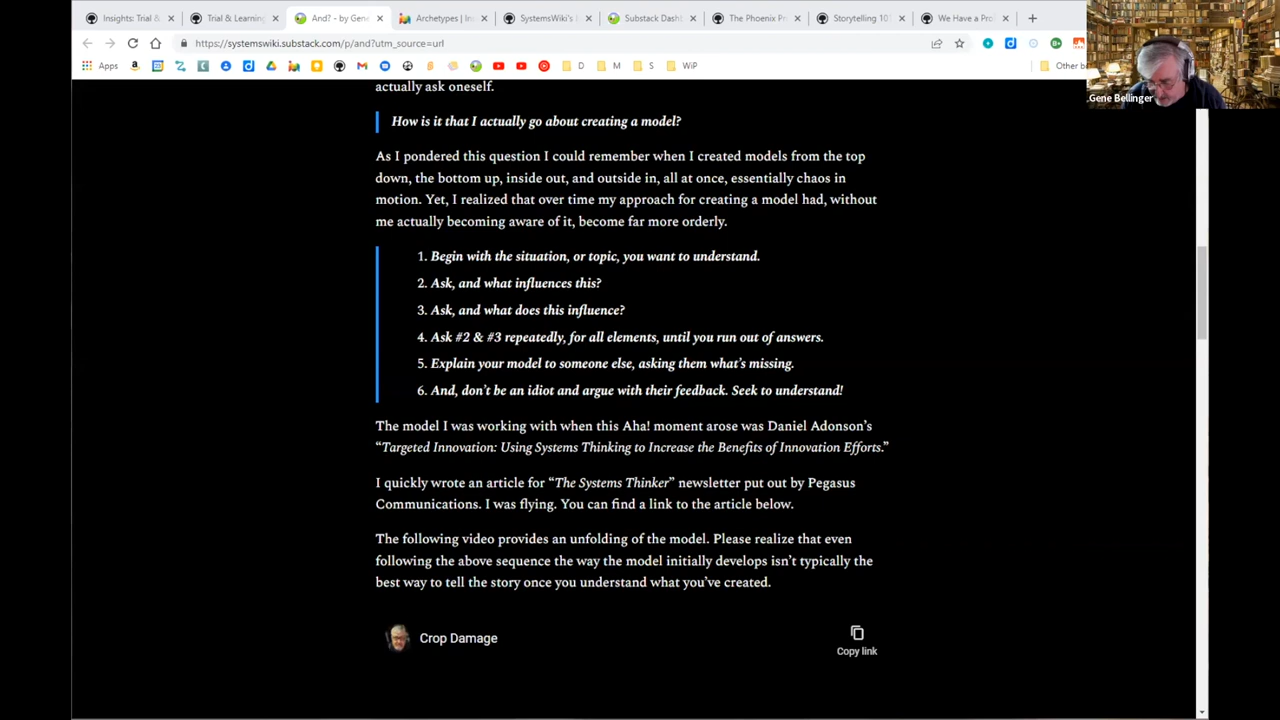 Insights: Trial &
Trial & Learning
And? - by Gene
Archetypes | In
SystemsWiki's
Substack Dash
The Phoenix Pr
Storytelling 10
We Have a Pro
https://systemswiki.substack.com/p/and?utm_source=url
Apps
D
M
S
WiP
Other bo
Gene Bellinger
actually ask oneself.
How is it that I actually go about creating a model?
As I pondered this question I could remember when I created models from the top
down, the bottom up, inside out, and outside in, all at once, essentially chaos in
motion. Yet, I realized that over time my approach for creating a model had, without
me actually becoming aware of it, become far more orderly.
1. Begin with the situation, or topic, you want to understand.
2. Ask, and what influences this?
3. Ask, and what does this influence?
4. Ask #2 & #3 repeatedly, for all elements, until you run out of answers.
5. Explain your model to someone else, asking them what's missing.
6. And, don't be an idiot and argue with their feedback. Seek to understand!
The model I was working with when this Aha! moment arose was Daniel Adonson's
“Targeted Innovation: Using Systems Thinking to Increase the Benefits of Innovation Efforts.”
I quickly wrote an article for “The Systems Thinker” newsletter put out by Pegasus
Communications. I was flying. You can find a link to the article below.
The following video provides an unfolding of the model. Please realize that even
following the above sequence the way the model initially develops isn't typically the
best way to tell the story once you understand what you've created.
Crop Damage
Copy link